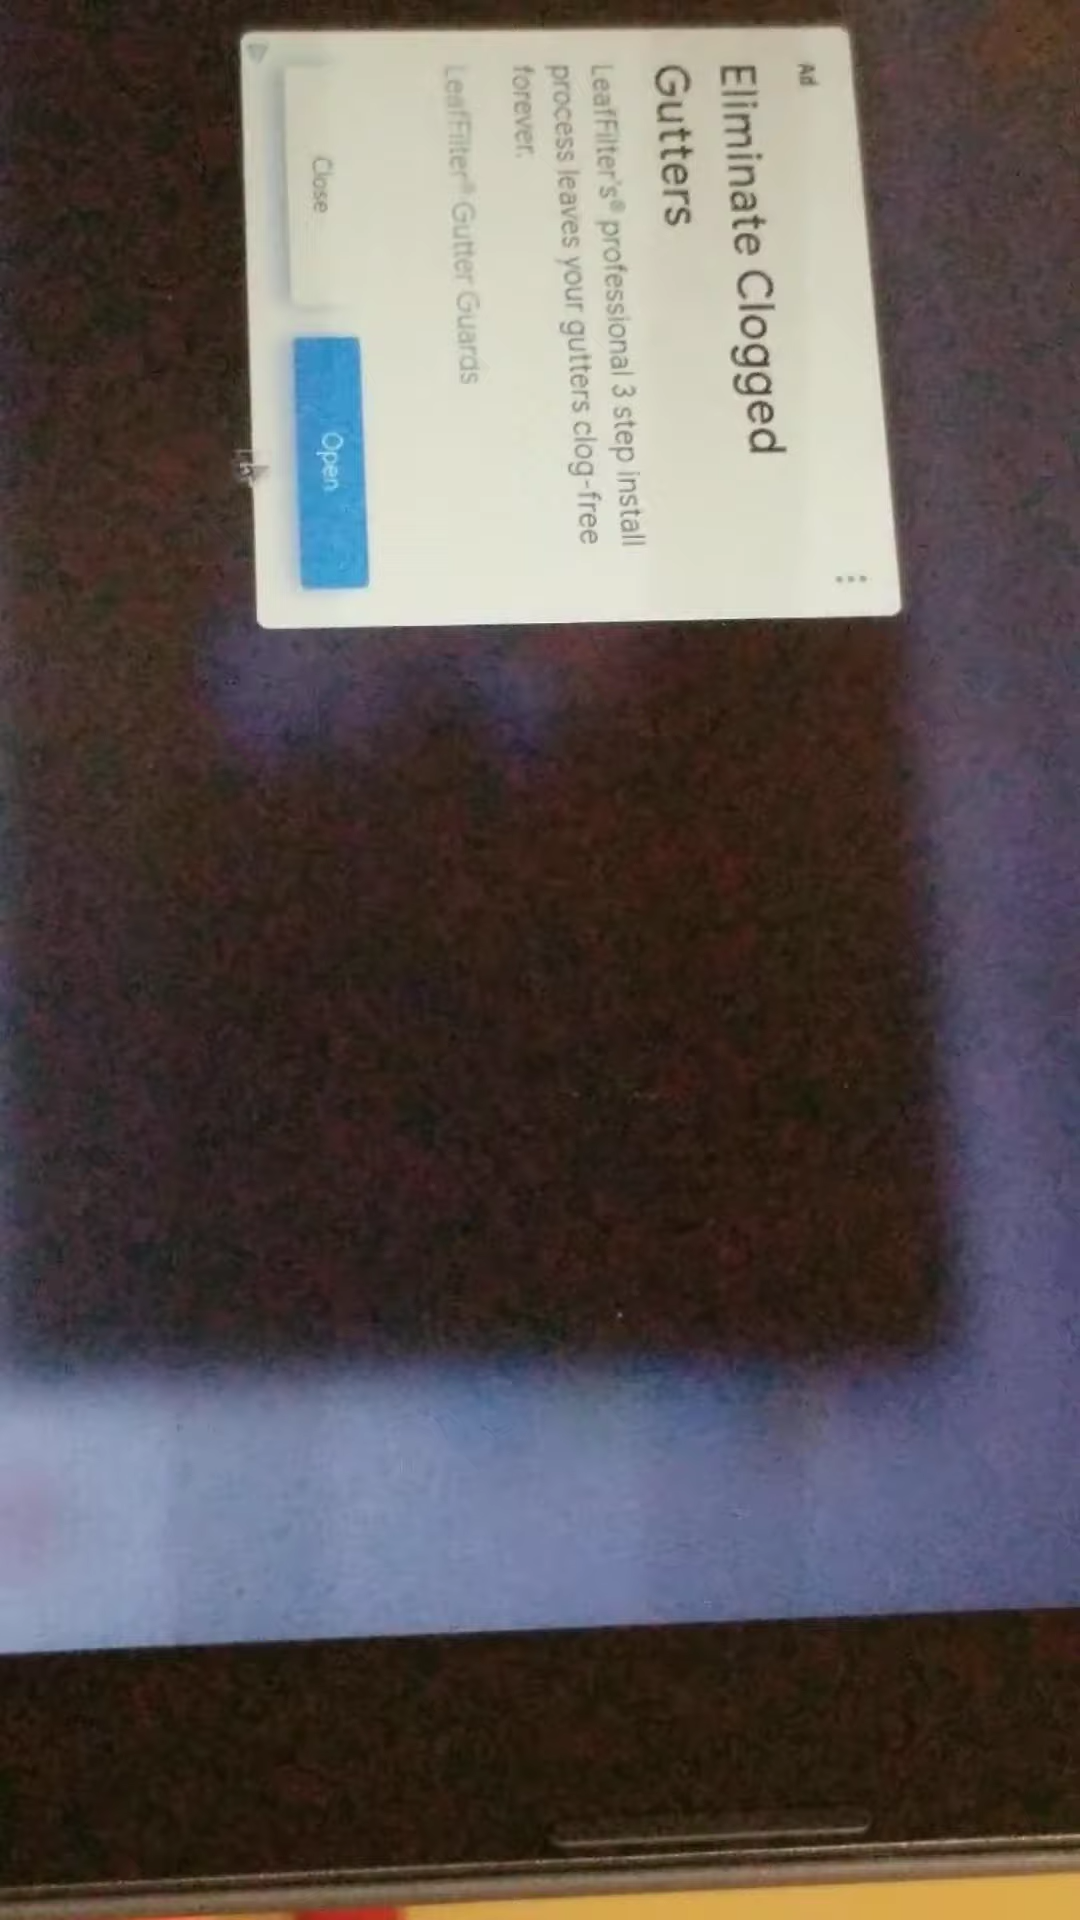 Ad
Eliminate Clogged
Gutters
LeafFilter's® professional 3 step install
process leaves your gutters clog-free
forever.
LeafFilter® Gutter Guards
Close
Open